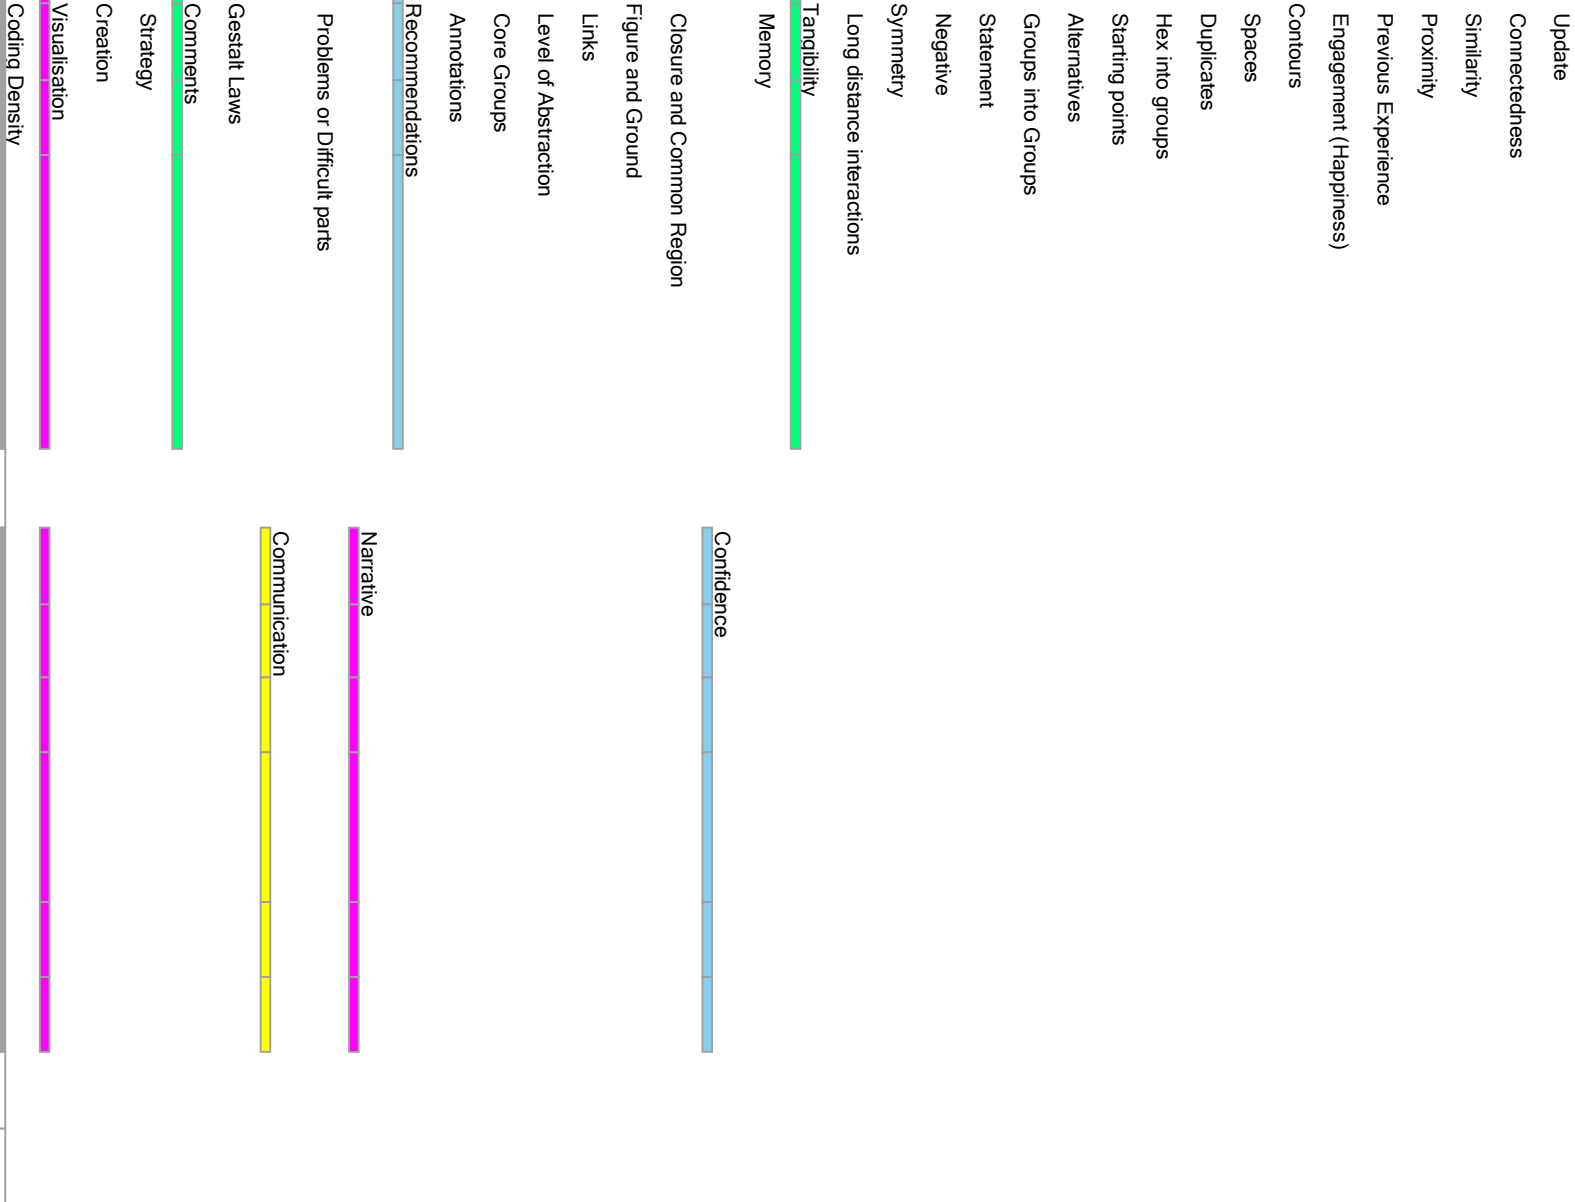 Coding Density
Visualisation
Creation
Strategy
Comments
Gestalt Laws
Communication
Problems or Difficult parts
Narrative
Recommendations
Annotations
Core Groups
Level of Abstraction
Links
Figure and Ground
Closure and Common Region
Confidence
Memory
Tangibility
Long distance interactions
Symmetry
Negative
Statement
Groups into Groups
Alternatives
Starting points
Hex into groups
Duplicates
Spaces
Contours
Engagement (Happiness)
Previous Experience
Proximity
Similarity
Connectedness
Update